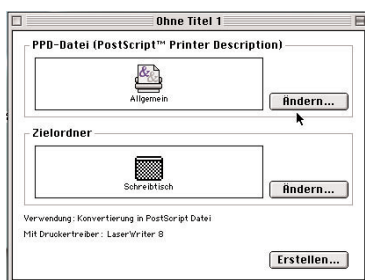 Ohne Titel 1
PPD-Datei (PostScript™ Printer Description)
Allgemein
Ändern...
Zielordner
Schreibtisch
Ändern...
Verwendung: Konvertierung in PostScript Datei
Mit Druckertreiber: LaserWriter 8
Erstellen...